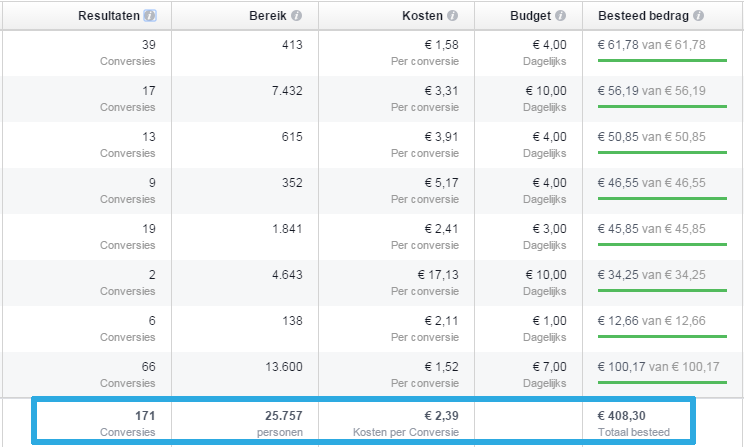 Resultaten Bereik Kosten Budget Besteed bedrag
39 413 € 1,58 € 4,00 € 61,78 van € 61,78
Conversies Per conversie Dagelijks
17 7.432 € 3,31 € 10,00 € 56,19 van € 56,19
Conversies Per conversie Dagelijks
13 615 € 3,91 € 4,00 € 50,85 van € 50,85
Conversies Per conversie Dagelijks
9 352 € 5,17 € 4,00 € 46,55 van € 46,55
Conversies Per conversie Dagelijks
19 1.841 € 2,41 € 3,00 € 45,85 van € 45,85
Conversies Per conversie Dagelijks
2 4.643 € 17,13 € 10,00 € 34,25 van € 34,25
Conversies Per conversie Dagelijks
6 138 € 2,11 € 1,00 € 12,66 van € 12,66
Conversies Per conversie Dagelijks
66 13.600 € 1,52 € 7,00 € 100,17 van € 100,17
Conversies Per conversie Dagelijks
171 25.757 € 2,39 € 408,30
Conversies personen Kosten per Conversie Totaal besteed